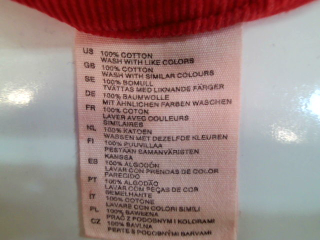 US 100% COTTON
WASH WITH LIKE COLORS
GB 100% COTTON
WASH WITH SIMILAR COLOURS
SE 100% BOMULL
TVÄTTAS MED LIKNANDE FÄRGER
DE 100% BAUMWOLLE
MIT ÄHNLICHEN FARBEN WASCHEN
FR 100% COTON
LAVER AVEC COULEURS
SIMILAIRES
NL 100% KATOEN
WASSEN MET DEZELFDE KLEUREN
FI 100% PUUVILLAA
PESTÄÄN SAMANVÄRISTEN
KANSSA
ES 100% ALGODÓN
LAVAR CON PRENDAS DE COLOR
PARECIDO
PT 100% ALGODÃO
LAVAR COM PEÇAS DE COR
IT 100% COTONE
LAVARE CON COLORI SIMILI
PL 100% BAWEŁNA
PRAĆ Z PODOBNYMI KOLORAMI
CZ 100% BAVLNA
PERTE S PODOBNÝMI BARVAMI